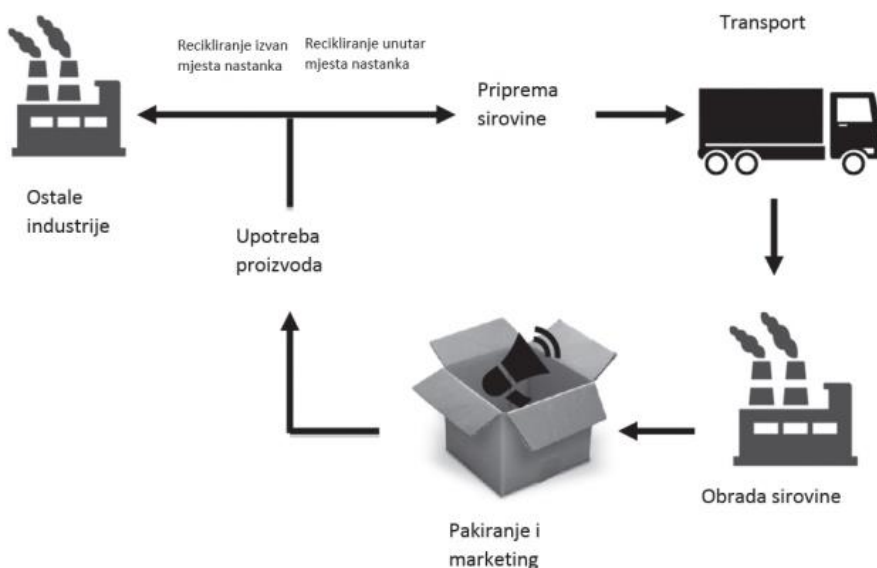 Transport
Recikliranje izvan
mjesta nastanka
Recikliranje unutar
mjesta nastanka
Priprema
sirovine
Ostale
industrije
Upotreba
proizvoda
Obrada sirovine
Pakiranje i
marketing